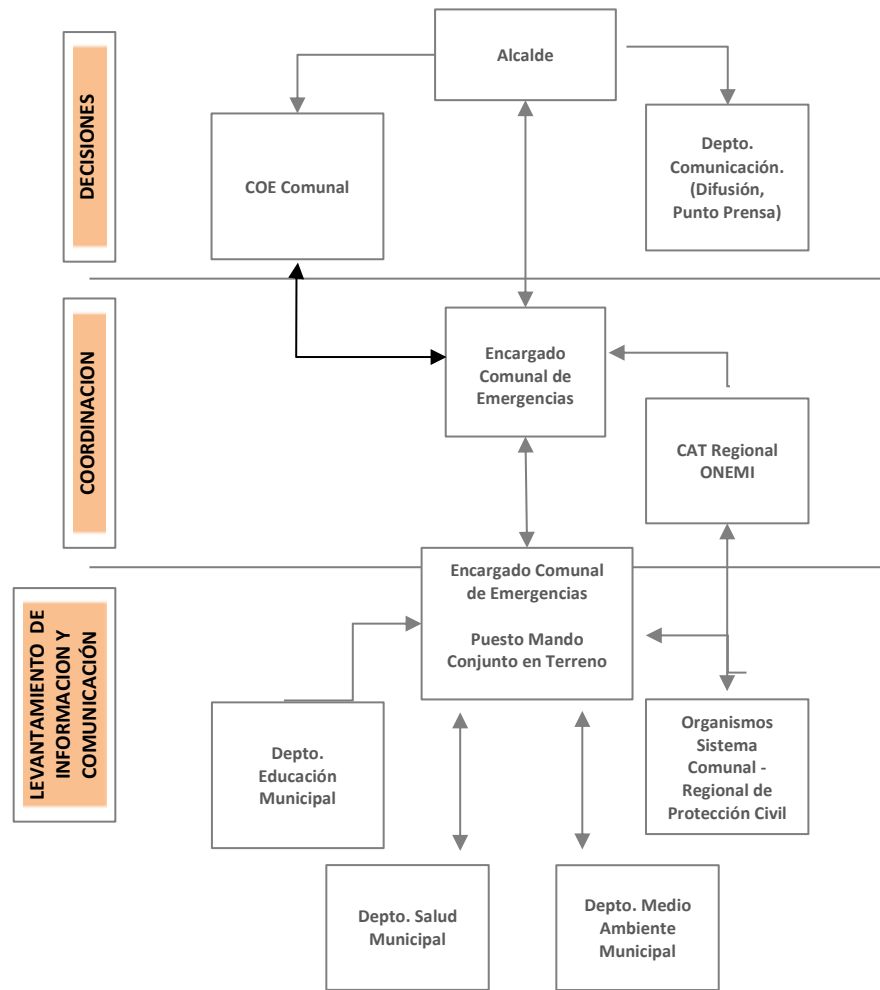 DECISIONES
Alcalde
COE Comunal
Depto.
Comunicación.
(Difusión,
Punto Prensa)
COORDINACION
Encargado
Comunal de
Emergencias
CAT Regional
ONEMI
LEVANTAMIENTO DE
INFORMACION Y
COMUNICACIÓN
Encargado Comunal
de Emergencias
Puesto Mando
Conjunto en Terreno
Depto.
Educación
Municipal
Organismos
Sistema
Comunal -
Regional de
Protección Civil
Depto. Salud
Municipal
Depto. Medio
Ambiente
Municipal